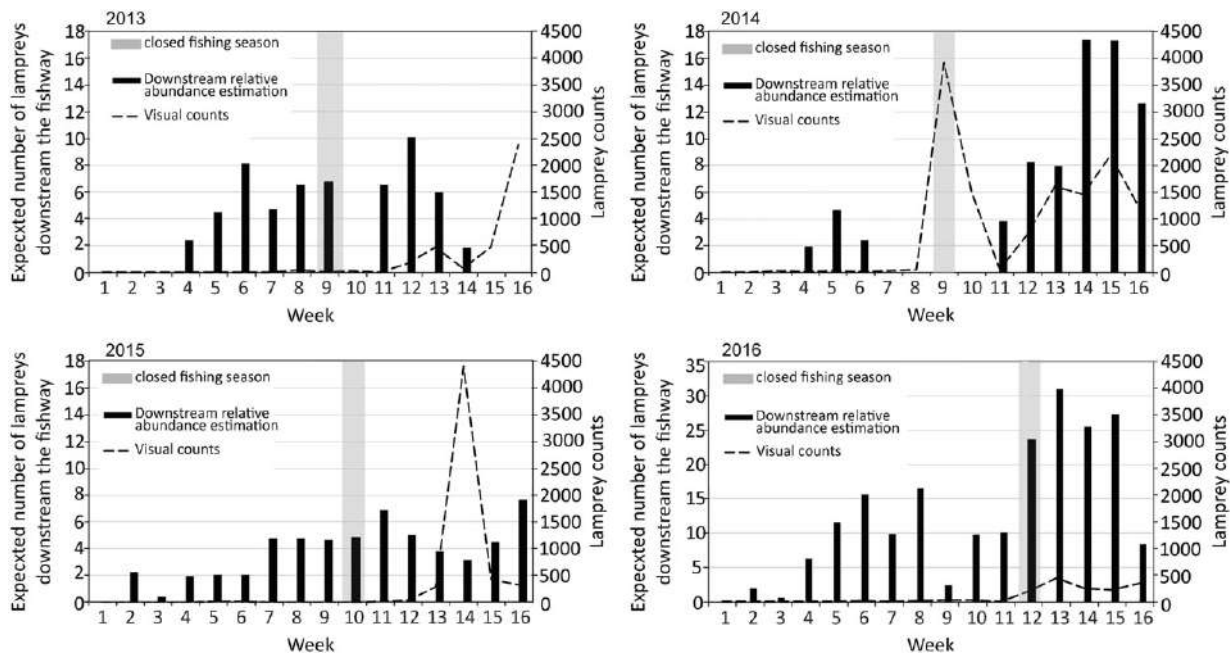 2013
Expecxted number of lampreys
downstream the fishway
18
16
14
12
10
8
6
4
2
0
closed fishing season
Downstream relative
abundance estimation
Visual counts
4500
4000
3500
3000
2500
2000
1500
1000
500
0
Lamprey counts
1 2 3 4 5 6 7 8 9 10 11 12 13 14 15 16
Week
2014
Expecxted number of lampreys
downstream the fishway
18
16
14
12
10
8
6
4
2
0
closed fishing season
Downstream relative
abundance estimation
Visual counts
4500
4000
3500
3000
2500
2000
1500
1000
500
0
Lamprey counts
1 2 3 4 5 6 7 8 9 10 11 12 13 14 15 16
Week
2015
Expecxted number of lampreys
downstream the fishway
18
16
14
12
10
8
6
4
2
0
closed fishing season
Downstream relative
abundance estimation
Visual counts
4500
4000
3500
3000
2500
2000
1500
1000
500
0
Lamprey counts
1 2 3 4 5 6 7 8 9 10 11 12 13 14 15 16
Week
2016
Expecxted number of lampreys
downstream the fishway
35
30
25
20
15
10
5
0
closed fishing season
Downstream relative
abundance estimation
Visual counts
4500
4000
3500
3000
2500
2000
1500
1000
500
0
Lamprey counts
1 2 3 4 5 6 7 8 9 10 11 12 13 14 15 16
Week